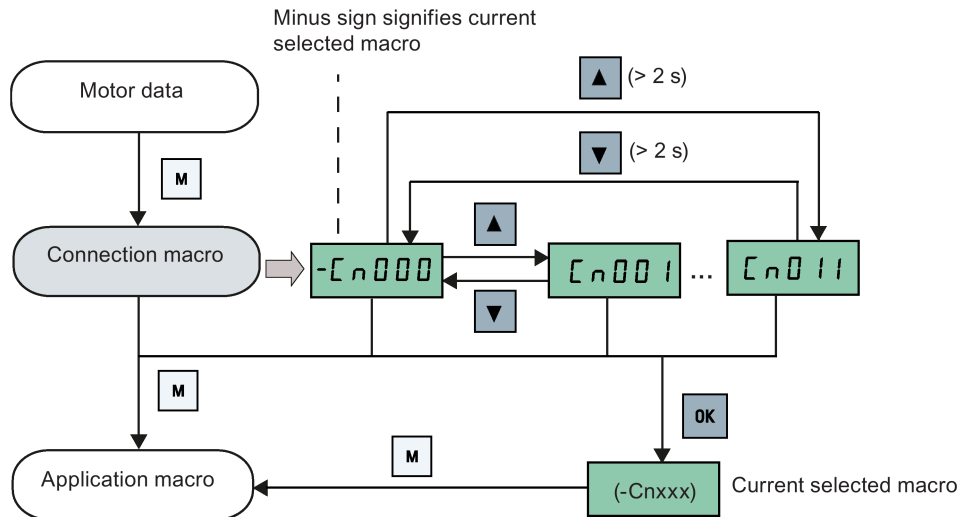 Minus sign signifies current
selected macro
Motor data
▲ (> 2 s)
▼ (> 2 s)
M
▲
Connection macro
-Cn000
Cn001
...
Cn011
▼
M
OK
M
Application macro
(-Cnxxx)
Current selected macro